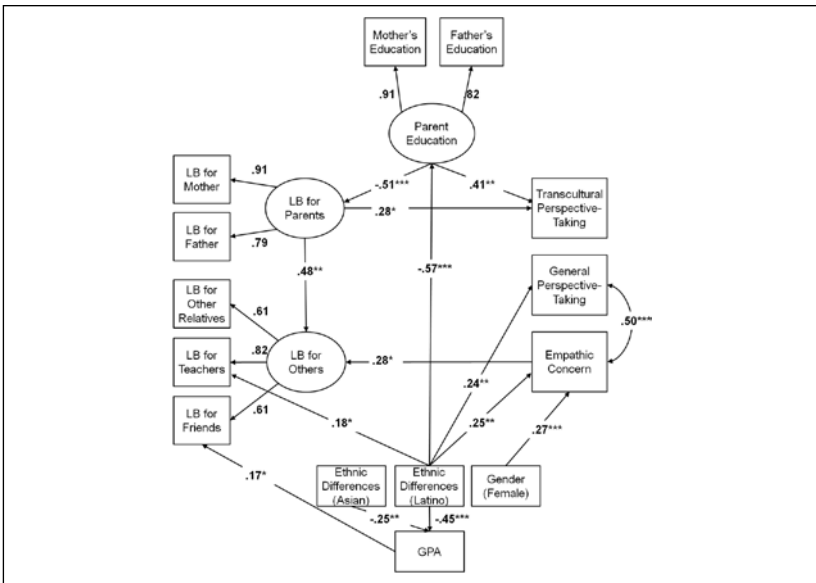 Mother's
Education
Father's
Education
.91
82
Parent
Education
LB for
Mother
.91
-.51***
.41**
LB for
Parents
.28*
Transcultural
Perspective-
Taking
LB for
Father
.79
.48**
-.57***
General
Perspective-
Taking
LB for
Other
Relatives
.61
.50***
LB for
Teachers
.82
LB for
Others
.28*
Empathic
Concern
.24**
LB for
Friends
.61
.18*
.25**
.27***
.17*
Ethnic
Differences
(Asian)
Ethnic
Differences
(Latino)
Gender
(Female)
-.25**
-.45***
GPA